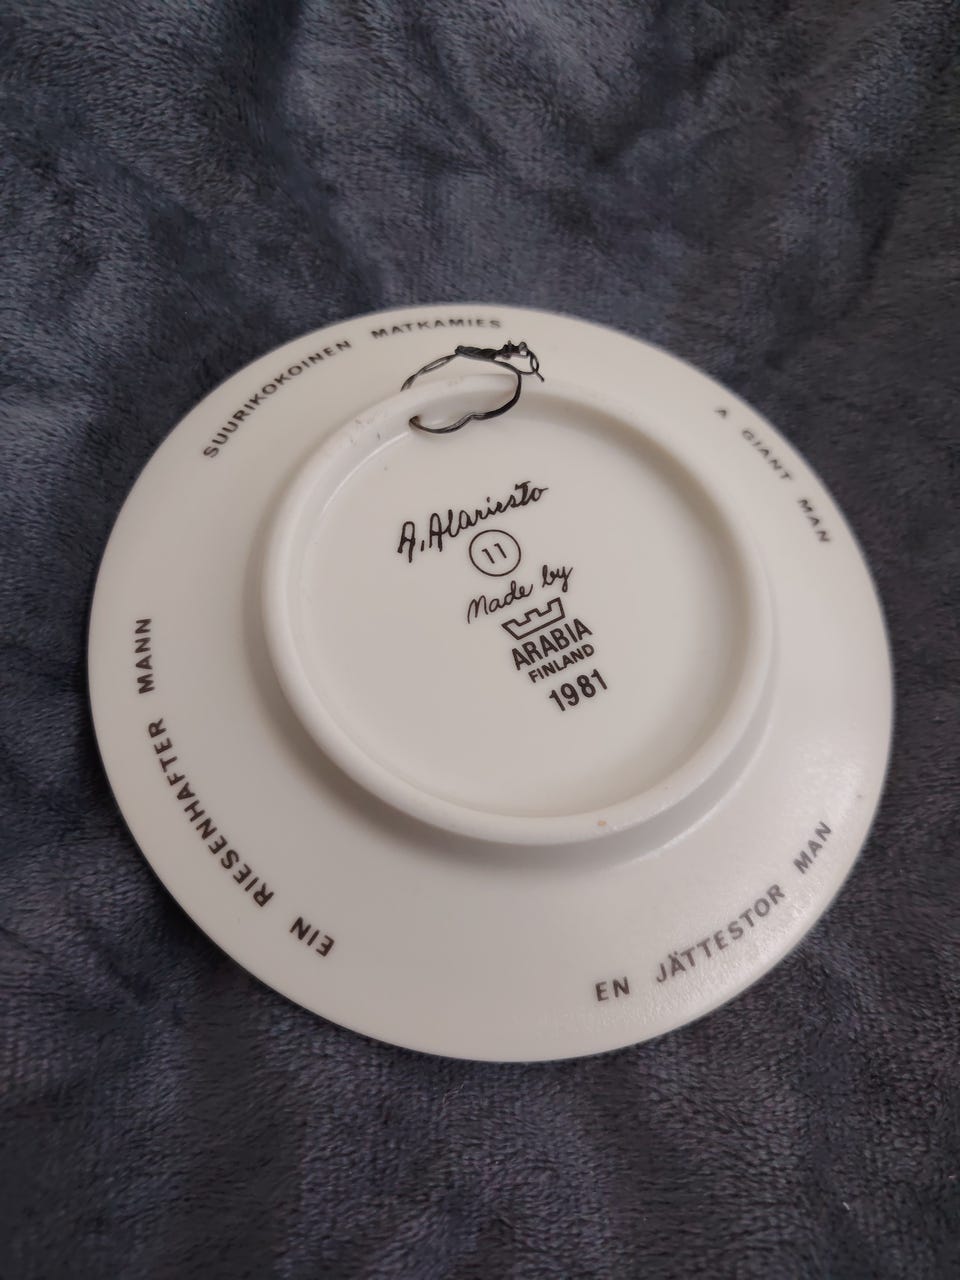 SUURIKOKOINEN MATKAMIES
A GIANT MAN
A. Alariesto
11
Made by
ARABIA
FINLAND
1981
EIN RIESENHAFTER MANN
EN JÄTTESTOR MAN